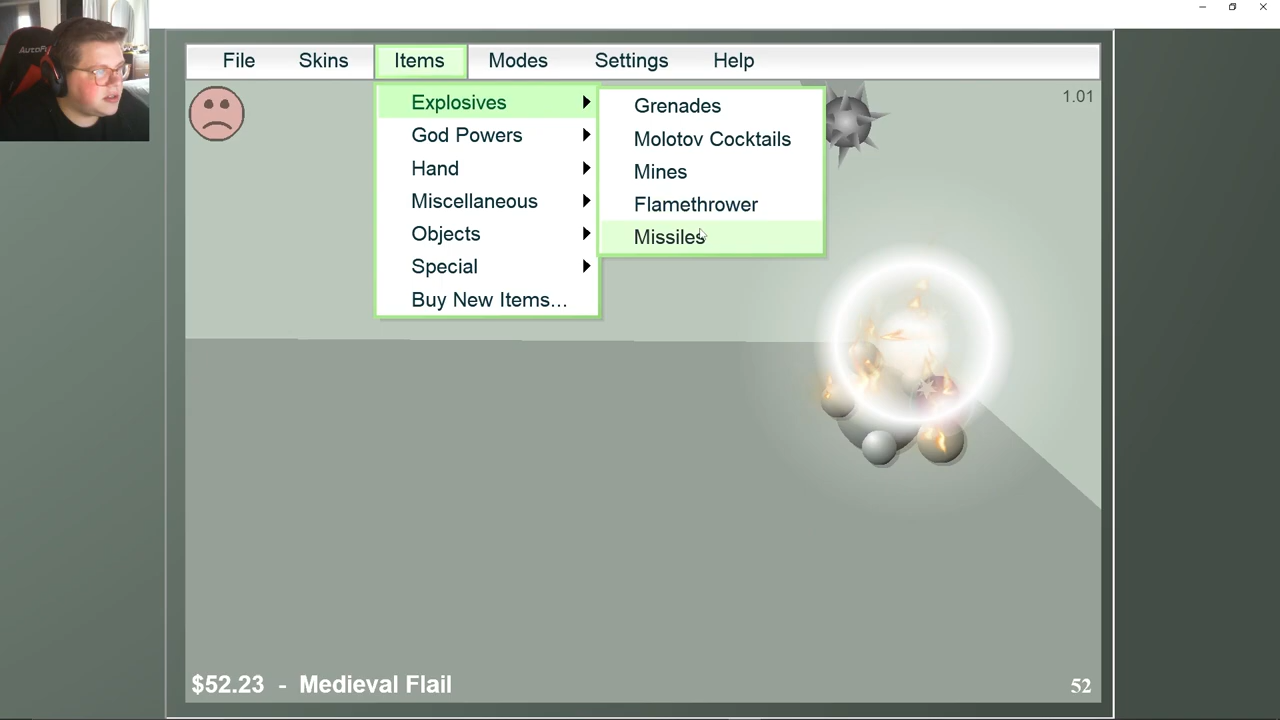 File Skins Items Modes Settings Help
1.01
Explosives
God Powers
Hand
Miscellaneous
Objects
Special
Buy New Items...
Grenades
Molotov Cocktails
Mines
Flamethrower
Missiles
$52.23 - Medieval Flail
52